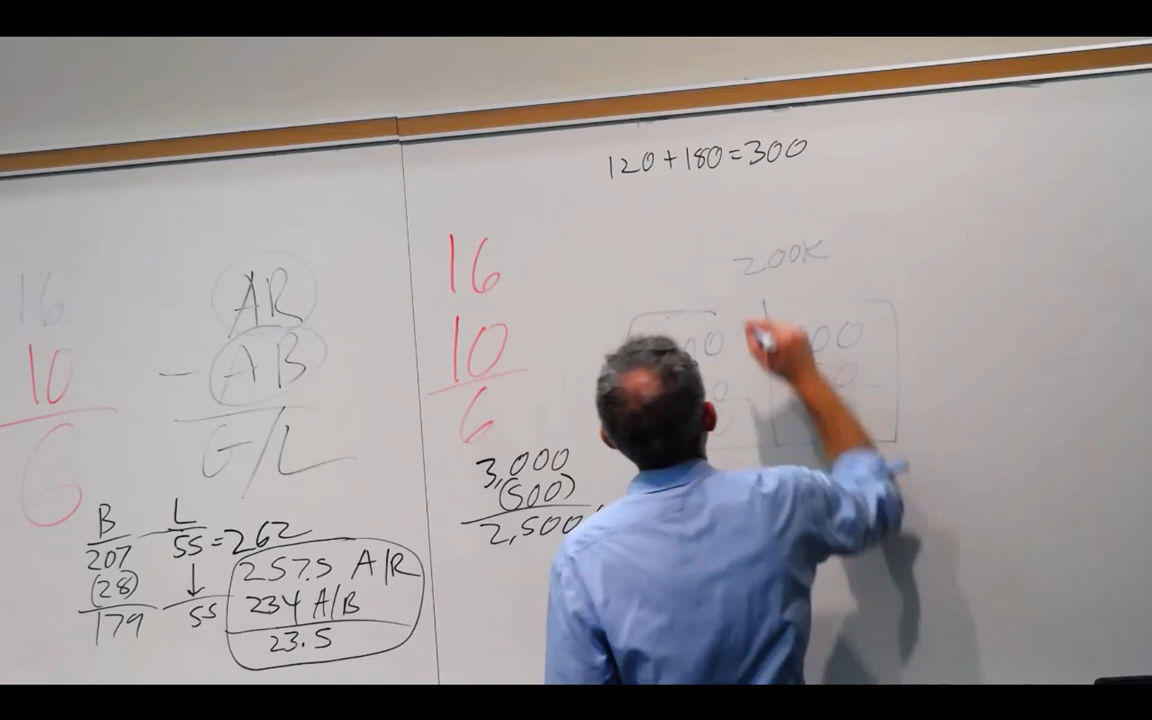 120+180=300
200K
16
10
6
AR
- AB
G/L
16
10
6
3,000
(500)
2,500
B L
207 55 = 262
(28) ↓
179 55
257.5 A/R
234 A/B
23.5